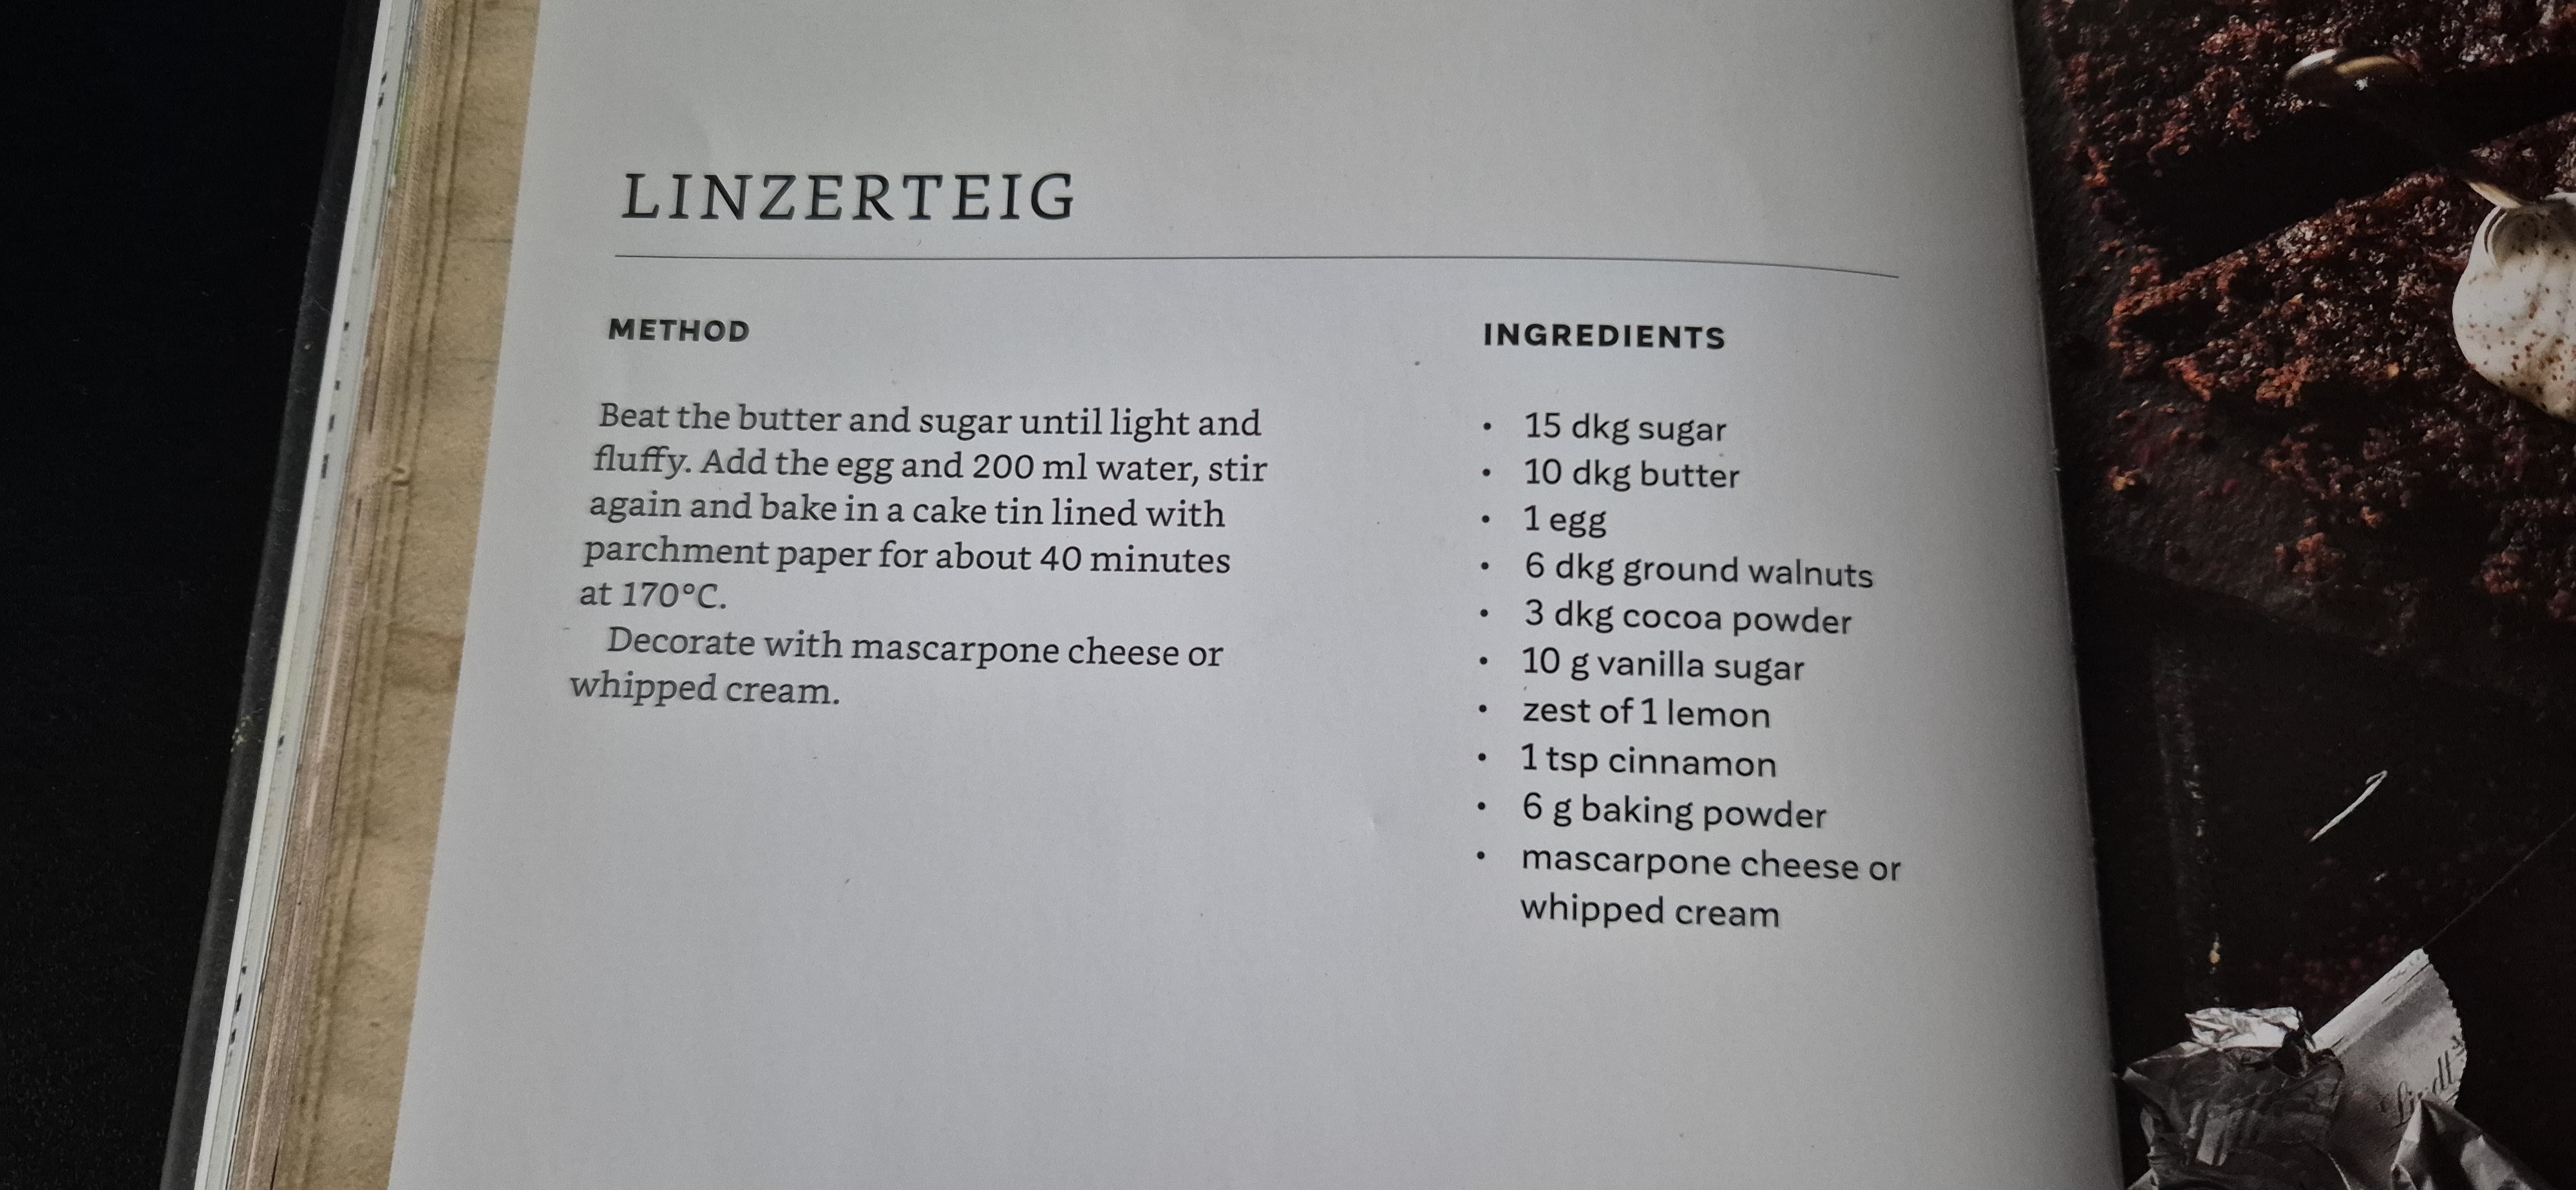 LINZERTEIG
METHOD
Beat the butter and sugar until light and
fluffy. Add the egg and 200 ml water, stir
again and bake in a cake tin lined with
parchment paper for about 40 minutes
at 170°C.
Decorate with mascarpone cheese or
whipped cream.
INGREDIENTS
• 15 dkg sugar
• 10 dkg butter
• 1 egg
• 6 dkg ground walnuts
• 3 dkg cocoa powder
• 10 g vanilla sugar
• zest of 1 lemon
• 1 tsp cinnamon
• 6 g baking powder
• mascarpone cheese or
whipped cream